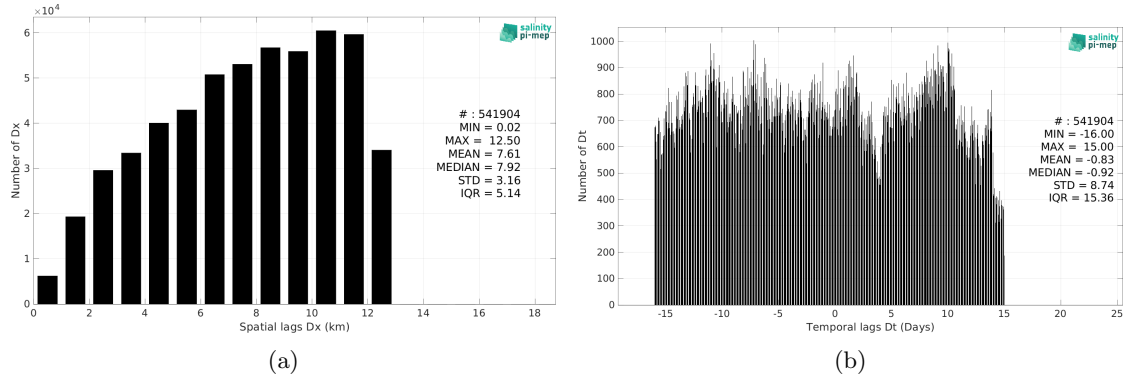 ×10⁴
6
5
4
3
2
1
0
Number of Dx
0 2 4 6 8 10 12 14 16 18
Spatial lags Dx (km)
salinity
pi-mep
# : 541904
MIN = 0.02
MAX = 12.50
MEAN = 7.61
MEDIAN = 7.92
STD = 3.16
IQR = 5.14
(a)
1000
900
800
700
600
500
400
300
200
100
0
Number of Dt
-15 -10 -5 0 5 10 15 20 25
Temporal lags Dt (Days)
salinity
pi-mep
# : 541904
MIN = -16.00
MAX = 15.00
MEAN = -0.83
MEDIAN = -0.92
STD = 8.74
IQR = 15.36
(b)